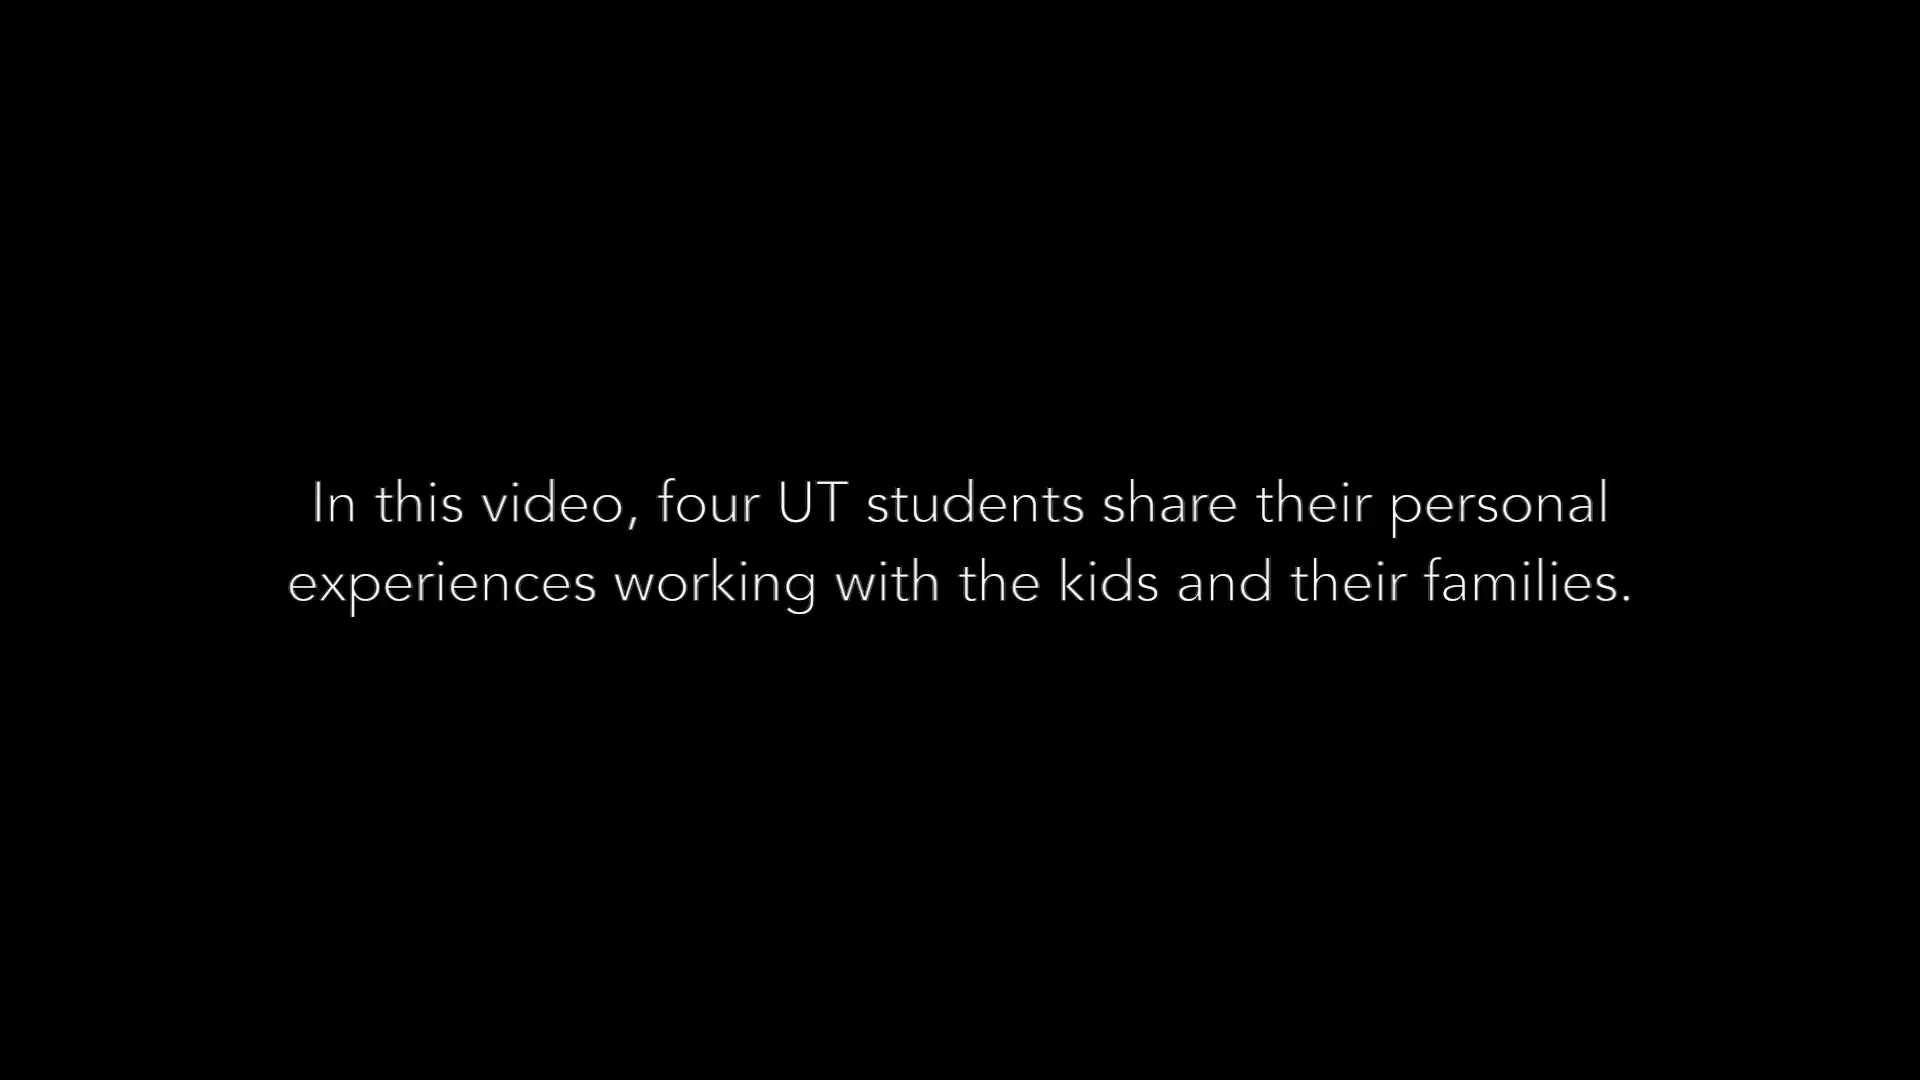 In this video, four UT students share their personal
experiences working with the kids and their families.